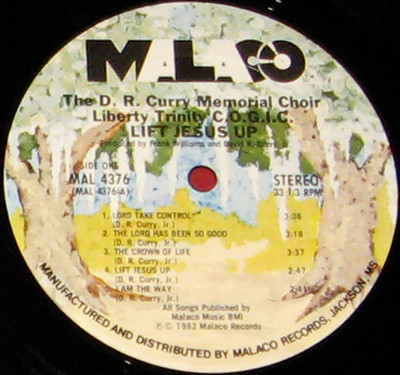 MALACO
The D. R. Curry Memorial Choir
Liberty Trinity C.O.G.I.C.
LIFT JESUS UP
Produced by Frank Williams and David R. Curry, Jr.
SIDE ONE
MAL 4376
(MAL 4376-A)
STEREO
33 1/3 RPM
1. LORD TAKE CONTROL 3:36
(D. R. Curry, Jr.)
2. THE LORD HAS BEEN SO GOOD 3:18
(D. R. Curry, Jr.)
3. THE CROWN OF LIFE 3:37
(D. R. Curry, Jr.)
4. LIFT JESUS UP 2:47
(D. R. Curry, Jr.)
5. I AM THE WAY
(D. R. Curry, Jr.)
All Songs Published by
Malaco Music BMI
Ⓟ © 1982 Malaco Records
MANUFACTURED AND DISTRIBUTED BY MALACO RECORDS, JACKSON, MS